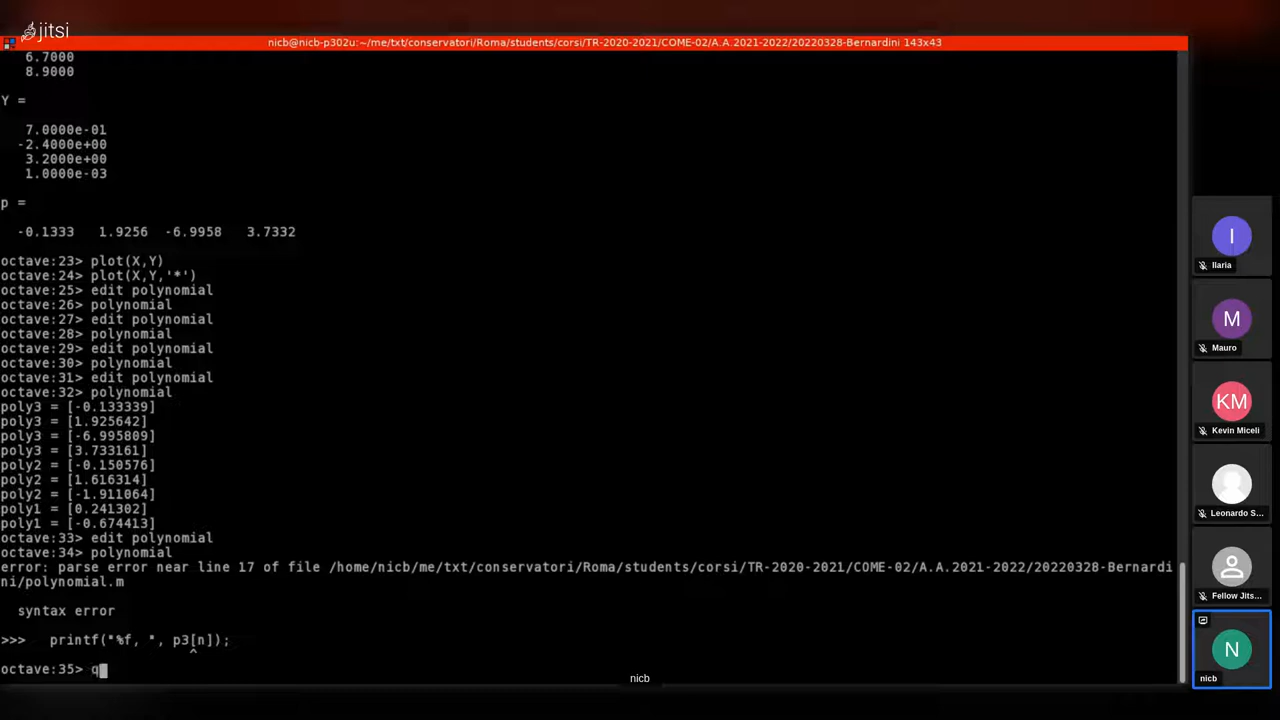 jitsi
nicb@nicb-p302u:~/me/txt/conservatori/Roma/students/corsi/TR-2020-2021/COME-02/A.A.2021-2022/20220328-Bernardini 143x43
6.7000
8.9000
Y =
7.0000e-01
-2.4000e+00
3.2000e+00
1.0000e-03
p =
-0.1333 1.9256 -6.9958 3.7332
octave:23> plot(X,Y)
octave:24> plot(X,Y,'*')
octave:25> edit polynomial
octave:26> polynomial
octave:27> edit polynomial
octave:28> polynomial
octave:29> edit polynomial
octave:30> polynomial
octave:31> edit polynomial
octave:32> polynomial
poly3 = [-0.133339]
poly3 = [1.925642]
poly3 = [-6.995809]
poly3 = [3.733161]
poly2 = [-0.150576]
poly2 = [1.616314]
poly2 = [-1.911064]
poly1 = [0.241302]
poly1 = [-0.674413]
octave:33> edit polynomial
octave:34> polynomial
error: parse error near line 17 of file /home/nicb/me/txt/conservatori/Roma/students/corsi/TR-2020-2021/COME-02/A.A.2021-2022/20220328-Bernardi
ni/polynomial.m
syntax error
>>> printf("%f, ", p3[n]);
^
octave:35> q
nicb
I
Ilaria
M
Mauro
KM
Kevin Miceli
Leonardo S...
Fellow Jits...
N
nicb